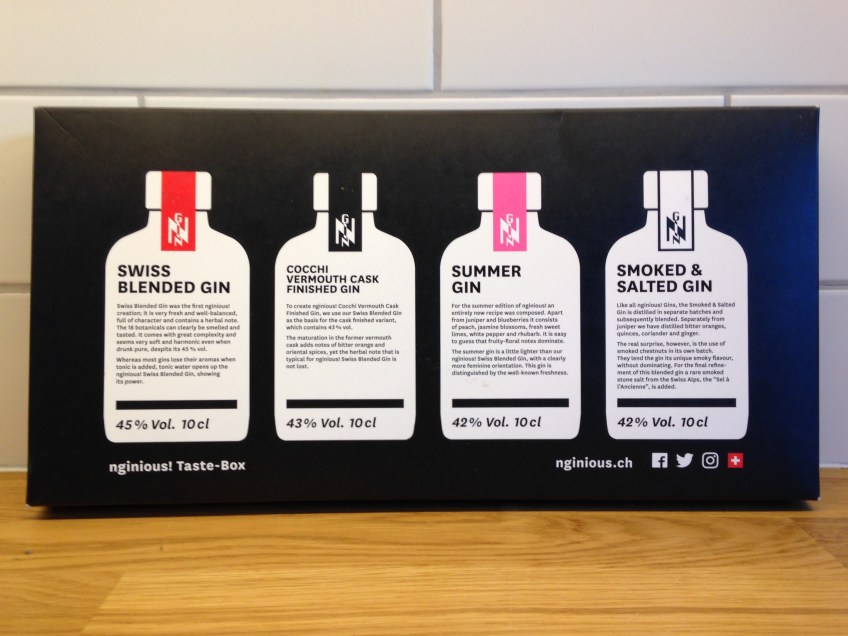 SWISS
BLENDED GIN
Swiss Blended Gin was the first nginious!
creation; it is very fresh and well-balanced,
full of character and contains a herbal note.
The 18 botanicals can clearly be smelled and
tasted. It comes with great complexity and
seems very soft and harmonic even when
drunk pure, despite its 45 % vol.
Whereas most gins lose their aromas when
tonic is added, tonic water opens up the
nginious! Swiss Blended Gin, showing
its power.
45 % Vol. 10 cl
COCCHI
VERMOUTH CASK
FINISHED GIN
To create nginious! Cocchi Vermouth Cask
Finished Gin, we use our Swiss Blended Gin
as the basis for the cask finished variant,
which contains 43 % vol.
The maturation in the former vermouth
cask adds notes of bitter orange and
oriental spices, yet the herbal note that is
typical for nginious! Swiss Blended Gin is
not lost.
43 % Vol. 10 cl
SUMMER
GIN
For the summer edition of nginious! an
entirely new recipe was composed. Apart
from juniper and blueberries it consists
of peach, jasmine blossoms, fresh sweet
limes, white pepper and rhubarb. It is easy
to guess that fruity-floral notes dominate.
The summer gin is a little lighter than our
nginious! Swiss Blended Gin, with a clearly
more feminine orientation. This gin is
distinguished by the well-known freshness.
42 % Vol. 10 cl
SMOKED &
SALTED GIN
Like all nginious! Gins, the Smoked & Salted
Gin is distilled in separate batches and
subsequently blended. Separately from
juniper we have distilled bitter oranges,
quinces, coriander and ginger.
The real surprise, however, is the use of
smoked chestnuts in its own batch.
They lend the gin its unique smoky flavour,
without dominating. For the final refine-
ment of this blended gin a rare smoked
stone salt from the Swiss Alps, the "Sel à
l'Ancienne", is added.
42 % Vol. 10 cl
nginious! Taste-Box
nginious.ch